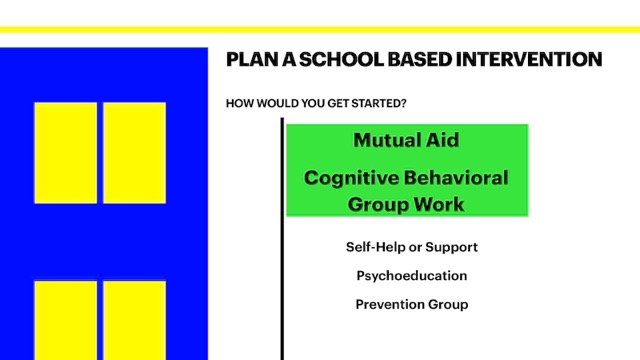 PLAN A SCHOOL BASED INTERVENTION
HOW WOULD YOU GET STARTED?
Mutual Aid
Cognitive Behavioral
Group Work
Self-Help or Support
Psychoeducation
Prevention Group